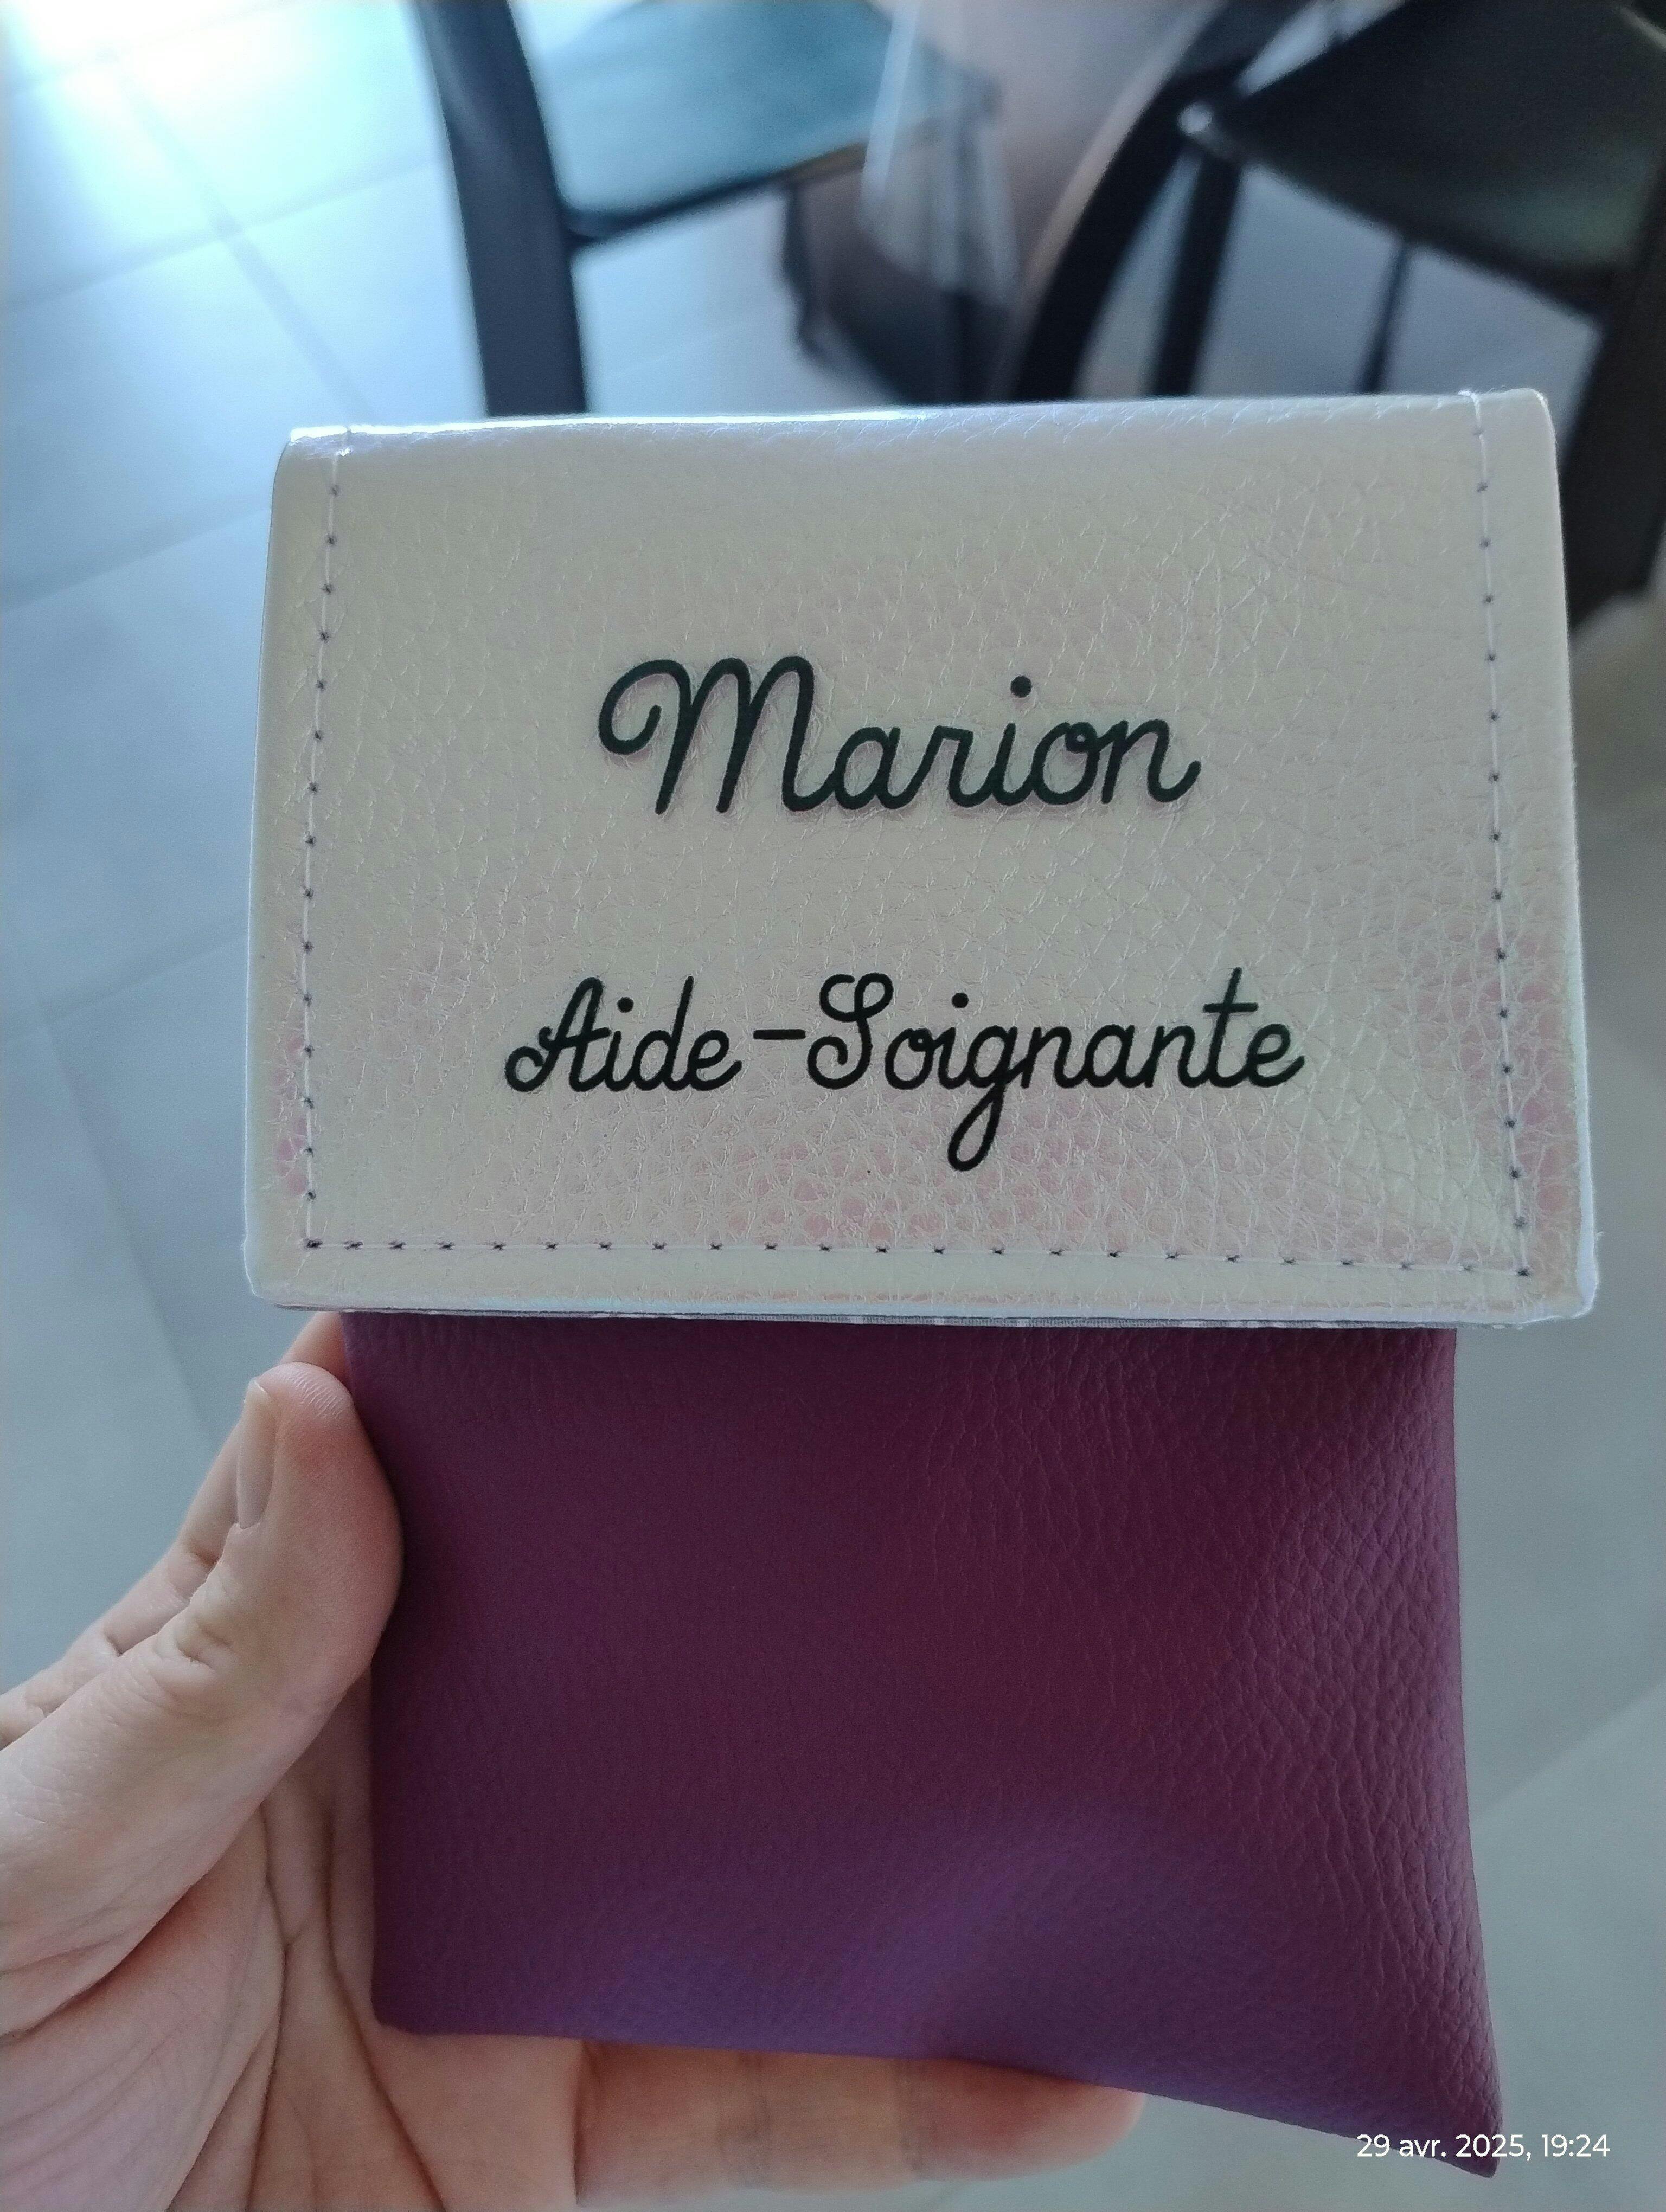 Marion
Aide-Soignante
29 avr. 2025, 19:24